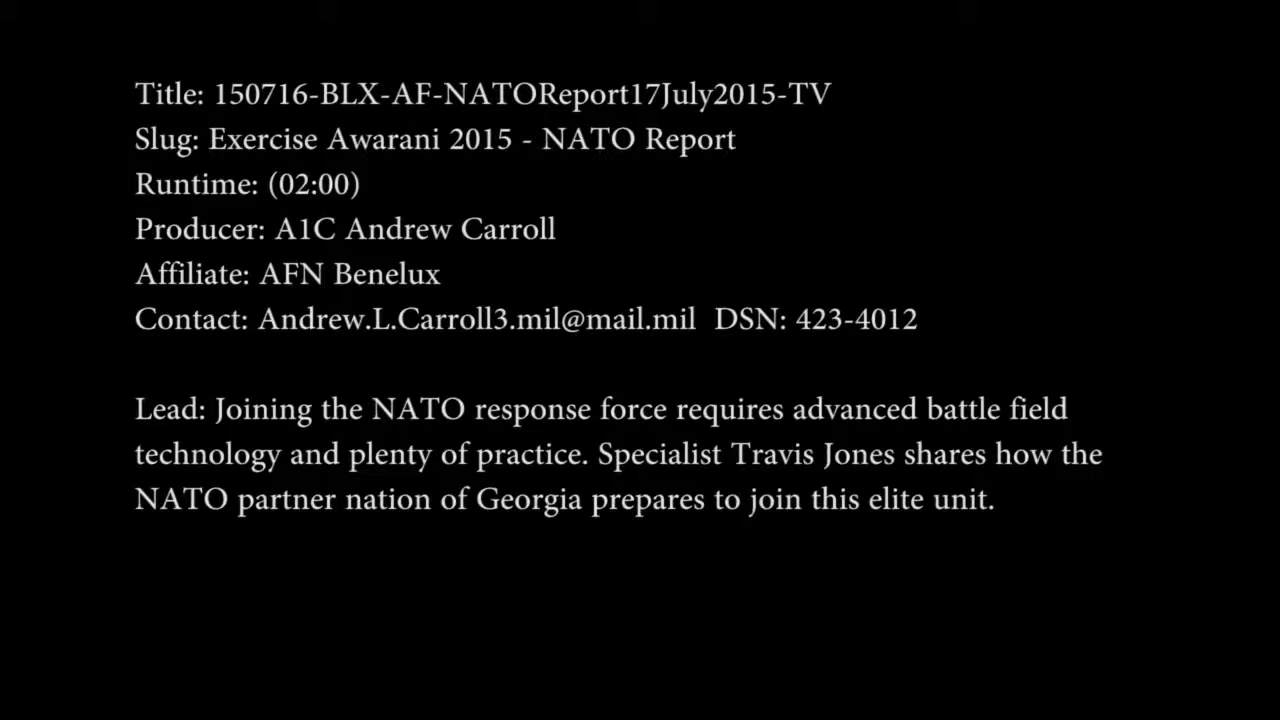 Title: 150716-BLX-AF-NATOReport17July2015-TV
Slug: Exercise Awarani 2015 - NATO Report
Runtime: (02:00)
Producer: A1C Andrew Carroll
Affiliate: AFN Benelux
Contact: Andrew.L.Carroll3.mil@mail.mil DSN: 423-4012
Lead: Joining the NATO response force requires advanced battle field
technology and plenty of practice. Specialist Travis Jones shares how the
NATO partner nation of Georgia prepares to join this elite unit.